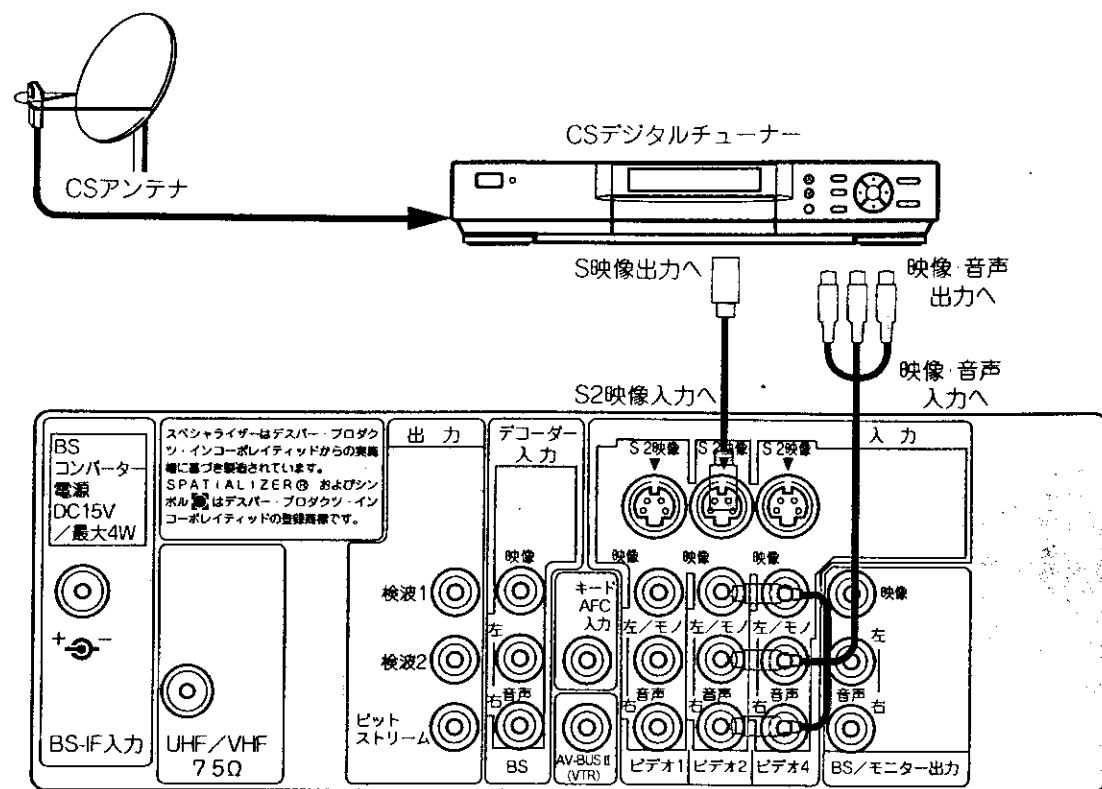 CSデジタルチューナー
CSアンテナ
S映像出力へ
映像・音声
出力へ
映像・音声
入力へ
S2映像入力へ
BS
コンバーター
電源
DC15V
／最大4W
スペシャライザーはデスパー・プロダク
ツ・インコーポレイティッドからの実施
権に基づき製造されています。
SPATIALIZER® およびシン
ボル はデスパー・プロダクツ・イン
コーポレイティッドの登録商標です。
出力
デコーダー
入力
入力
S2映像
S2映像
S2映像
映像
映像
映像
映像
検波1
キード
AFC
入力
映像
+
-
左
左／モノ
左／モノ
左／モノ
左
検波2
音声
音声
音声
音声
音声
右
右
右
右
右
ビット
ストリーム
BS-IF入力
UHF／VHF
75Ω
BS
AV-BUSⅡ
(VTR)
ビデオ1
ビデオ2
ビデオ4
BS／モニター出力